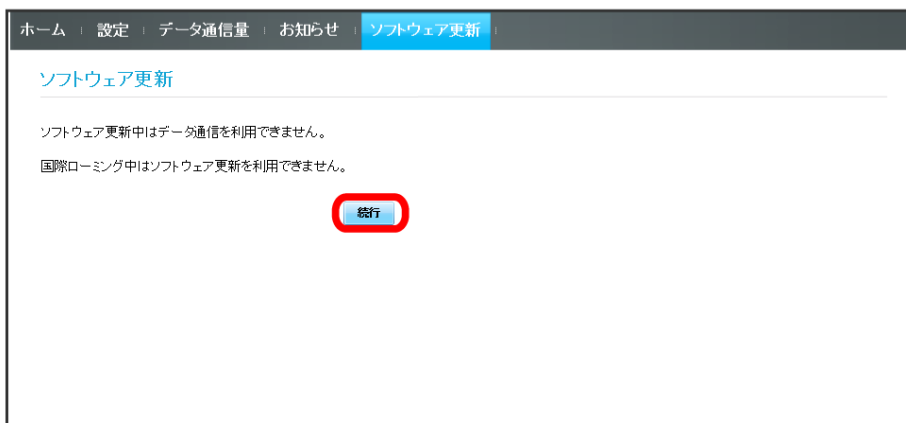 ホーム 設定 データ通信量 お知らせ ソフトウェア更新
ソフトウェア更新
ソフトウェア更新中はデータ通信を利用できません。
国際ローミング中はソフトウェア更新を利用できません。
続行